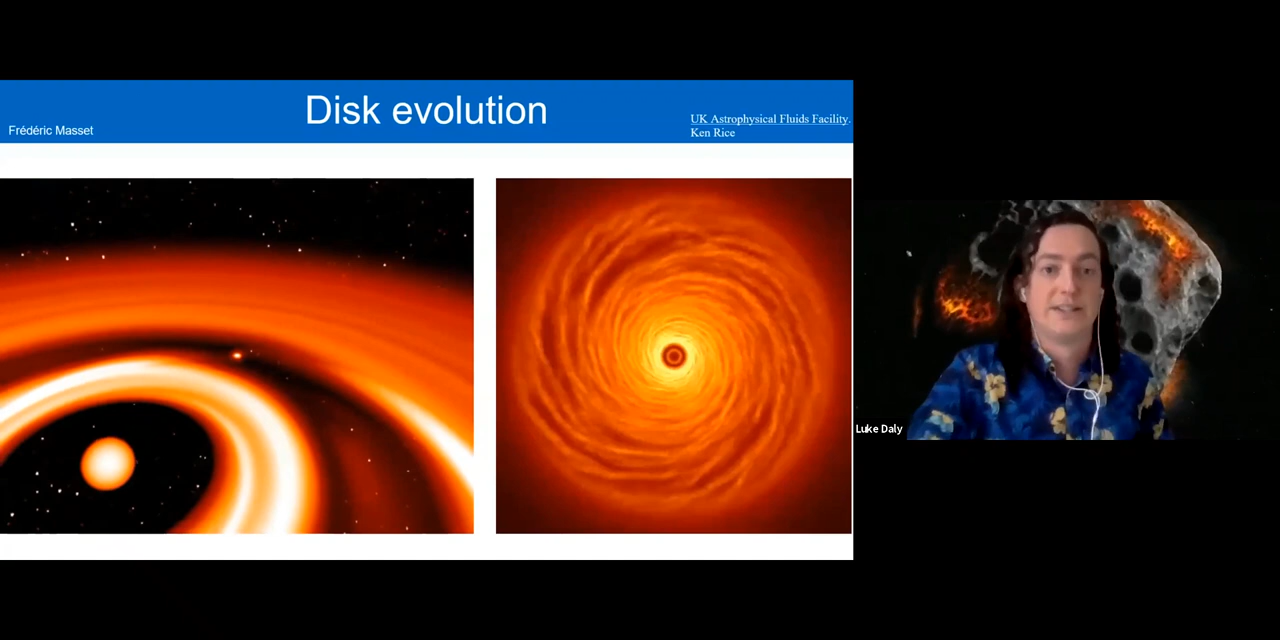 Disk evolution
Frédéric Masset
UK Astrophysical Fluids Facility.
Ken Rice
Luke Daly